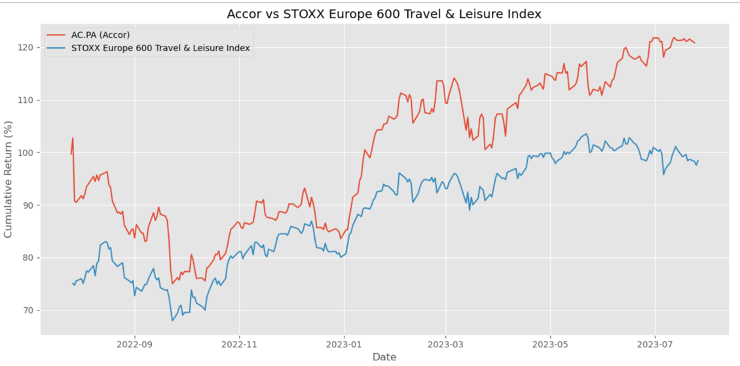 Accor vs STOXX Europe 600 Travel & Leisure Index
AC.PA (Accor)
STOXX Europe 600 Travel & Leisure Index
Cumulative Return (%)
120
110
100
90
80
70
2022-09
2022-11
2023-01
2023-03
2023-05
2023-07
Date